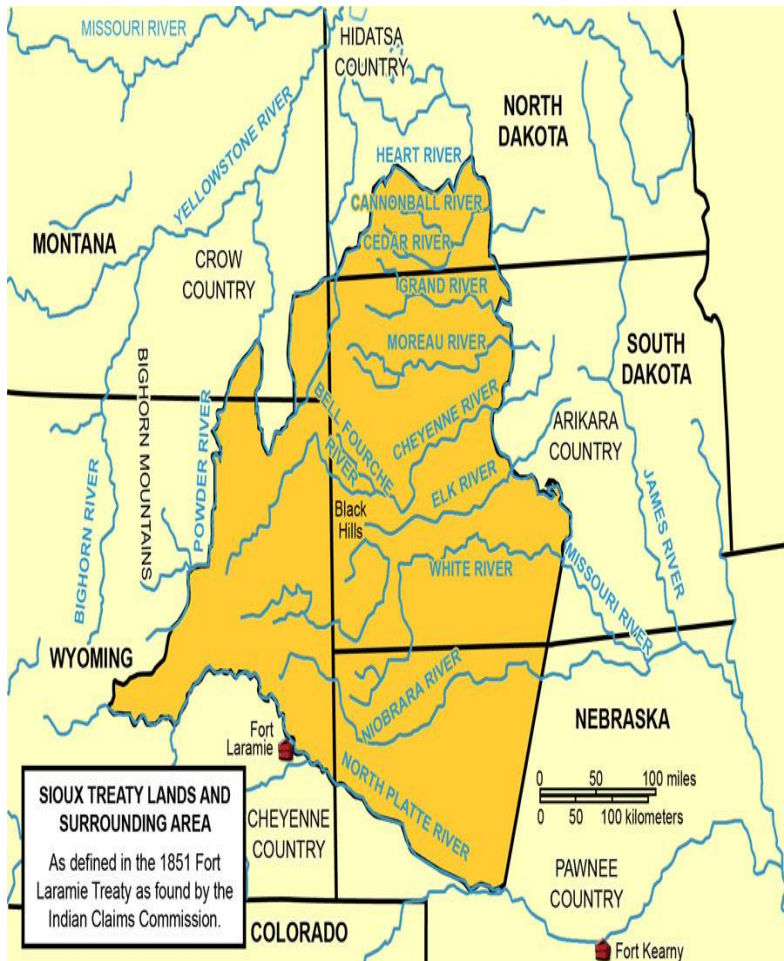 MISSOURI RIVER
HIDATSA
COUNTRY
NORTH
DAKOTA
YELLOWSTONE RIVER
HEART RIVER
CANNONBALL RIVER
CEDAR RIVER
MONTANA
CROW
COUNTRY
GRAND RIVER
MOREAU RIVER
SOUTH
DAKOTA
BIGHORN MOUNTAINS
POWDER RIVER
BELL FOURCHE
RIVER
CHEYENNE RIVER
ARIKARA
COUNTRY
BIGHORN RIVER
ELK RIVER
Black
Hills
JAMES RIVER
WHITE RIVER
MISSOURI RIVER
WYOMING
NIOBRARA RIVER
NEBRASKA
Fort
Laramie
NORTH PLATTE RIVER
0 50 100 miles
0 50 100 kilometers
SIOUX TREATY LANDS AND
SURROUNDING AREA
As defined in the 1851 Fort
Laramie Treaty as found by the
Indian Claims Commission.
CHEYENNE
COUNTRY
PAWNEE
COUNTRY
COLORADO
Fort Kearny